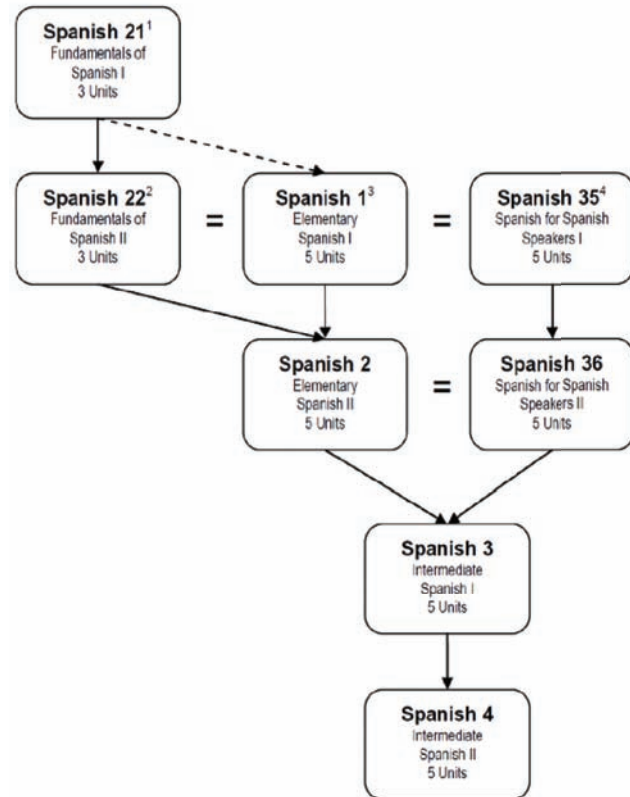 Spanish 21¹
Fundamentals of
Spanish I
3 Units
Spanish 22²
Fundamentals of
Spanish II
3 Units
=
Spanish 1³
Elementary
Spanish I
5 Units
=
Spanish 35⁴
Spanish for Spanish
Speakers I
5 Units
Spanish 2
Elementary
Spanish II
5 Units
=
Spanish 36
Spanish for Spanish
Speakers II
5 Units
Spanish 3
Intermediate
Spanish I
5 Units
Spanish 4
Intermediate
Spanish II
5 Units